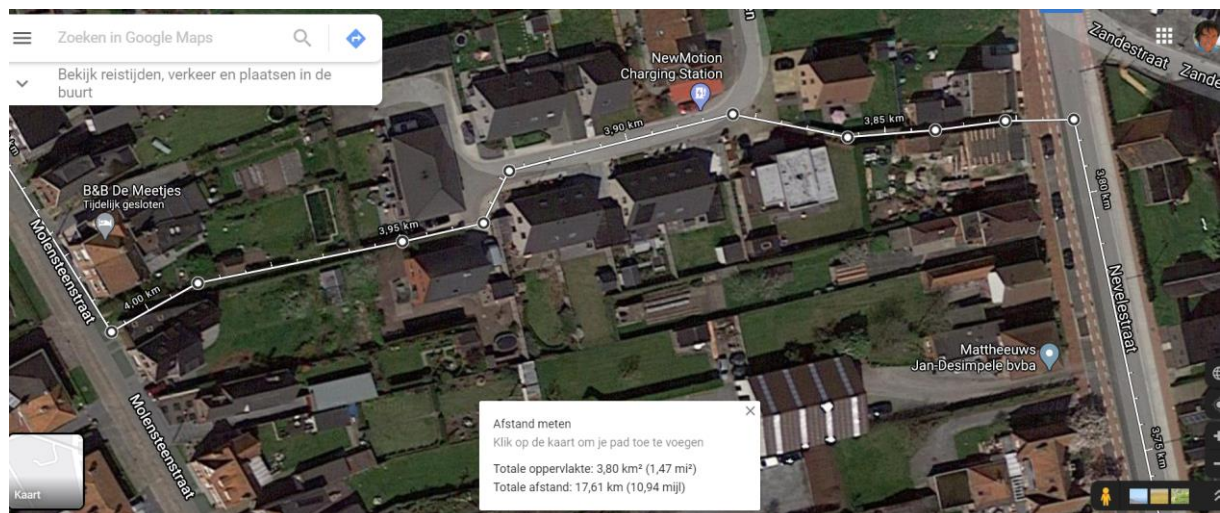 Zoeken in Google Maps
Bekijk reistijden, verkeer en plaatsen in de
buurt
Zandestraat
NewMotion
Charging Station
3,90 km
3,85 km
3,80 km
B&B De Meetjes
Tijdelijk gesloten
3,95 km
4,00 km
Molensteenstraat
Nevelestraat
Mattheeuws
Jan-Desimpele bvba
Molensteenstraat
3,75 km
Afstand meten
Klik op de kaart om je pad toe te voegen
Totale oppervlakte: 3,80 km² (1,47 mi²)
Totale afstand: 17,61 km (10,94 mijl)
Kaart